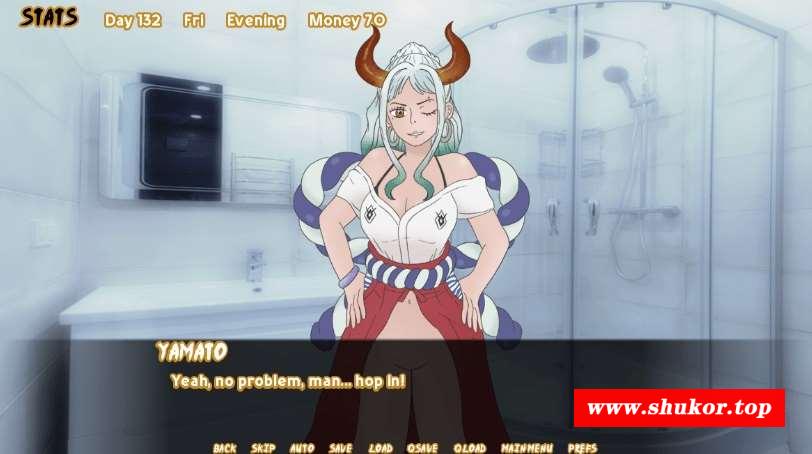 STATS Day 132 Fri Evening Money 70
YAMATO
Yeah, no problem, man... hop in!
www.shukor.top
BACK SKIP AUTO SAVE LOAD QSAVE QLOAD MAINMENU PREFS